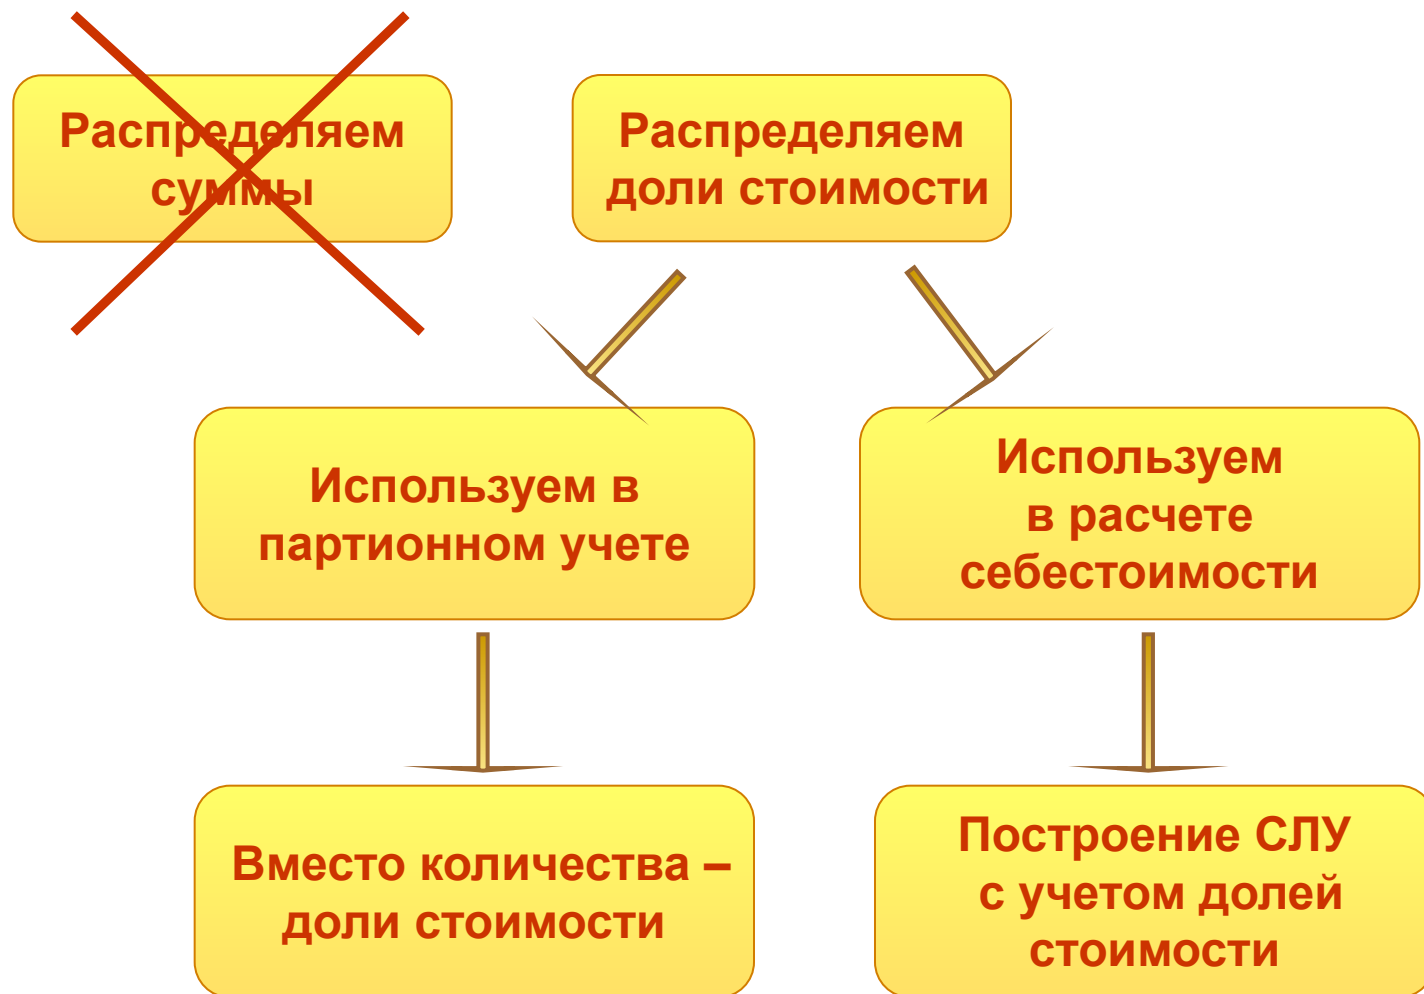 Распределяем
суммы
Распределяем
доли стоимости
Используем в
партионном учете
Используем
в расчете
себестоимости
Вместо количества –
доли стоимости
Построение СЛУ
с учетом долей
стоимости